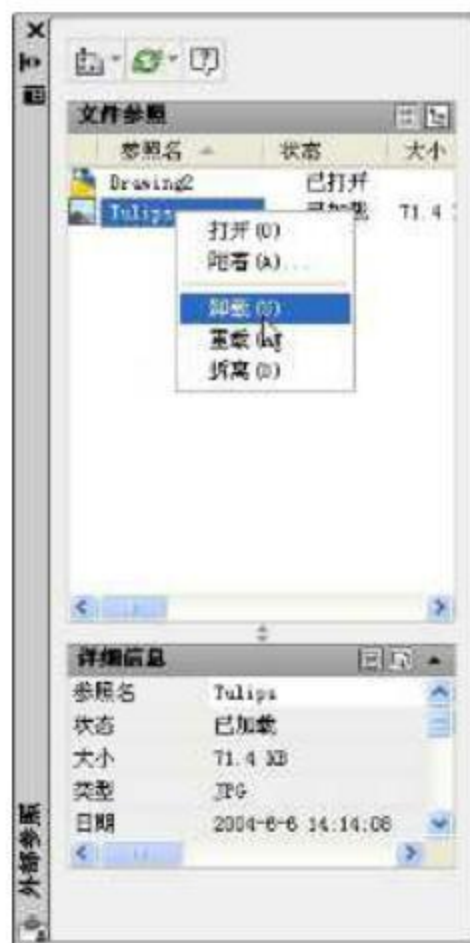 文件参照
参照名 状态 大小
Drawing2 已打开
Tulips 已加载 71.4
打开(O)
附着(A)...
卸载(U)
重载(R)
拆离(D)
详细信息
参照名 Tulips
状态 已加载
大小 71.4 KB
类型 JPG
日期 2004-6-6 14:14:08
外部参照